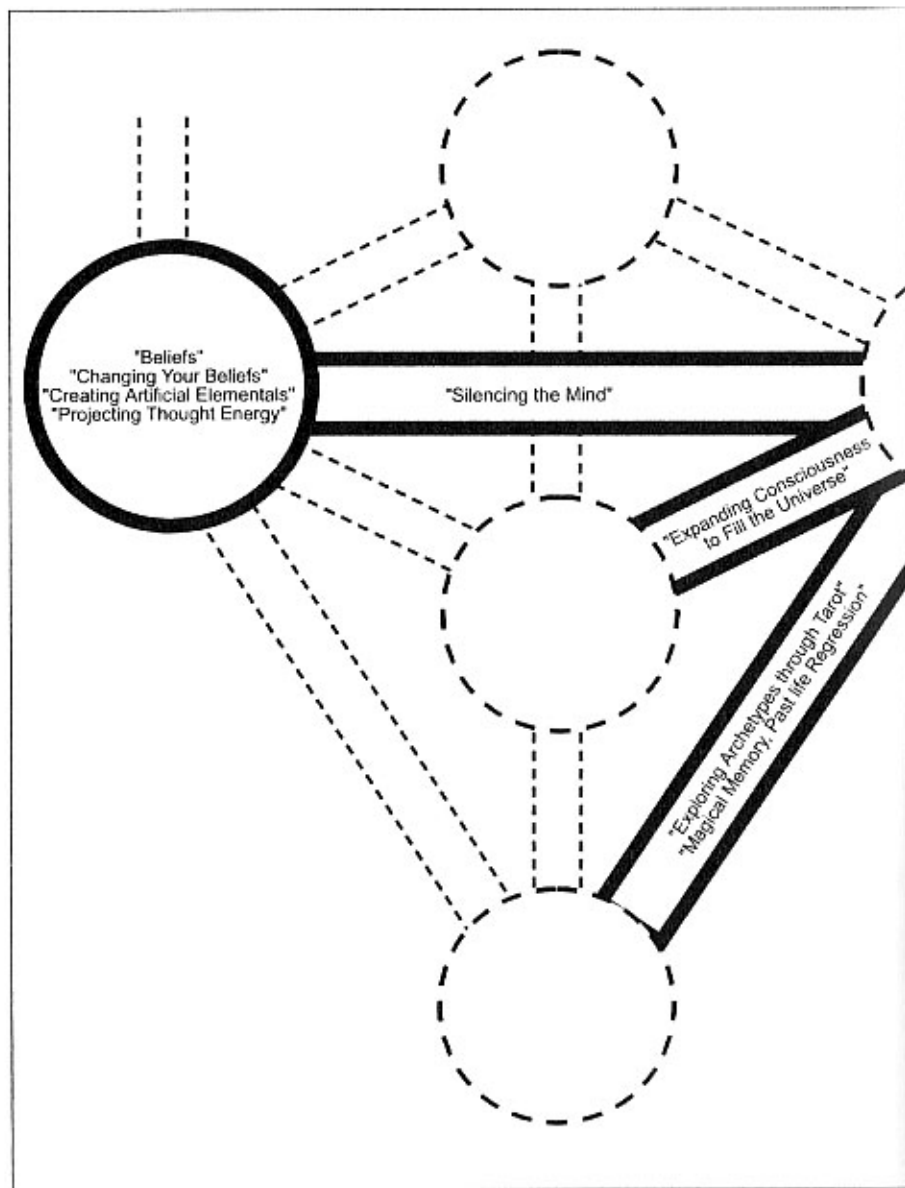 "Beliefs"
"Changing Your Beliefs"
"Creating Artificial Elementals"
"Projecting Thought Energy"
"Silencing the Mind"
"Expanding Consciousness
to Fill the Universe"
"Exploring Archetypes through Tarot"
"Magical Memory, Past life Regression"